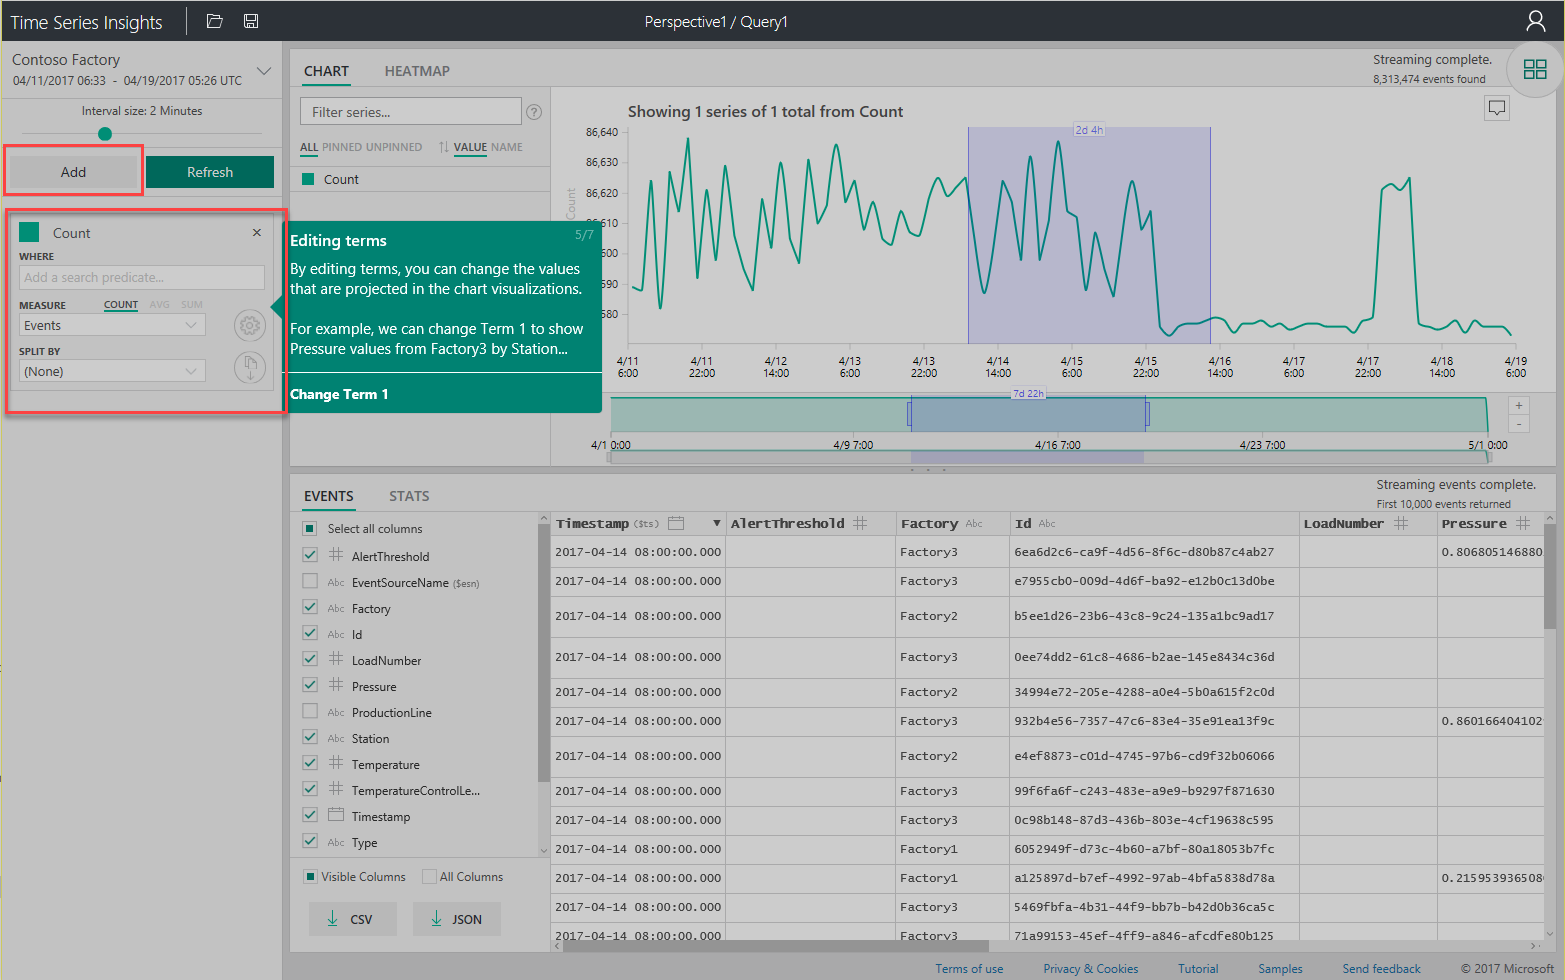 Time Series Insights
Perspective1 / Query1
Contoso Factory
04/11/2017 06:33 - 04/19/2017 05:26 UTC
Interval size: 2 Minutes
Add
Refresh
Count
WHERE
Add a search predicate...
MEASURE COUNT AVG SUM
Events
SPLIT BY
(None)
CHART HEATMAP
Streaming complete.
8,313,474 events found
Filter series...
?
ALL PINNED UNPINNED VALUE NAME
Count
Editing terms 5/7
By editing terms, you can change the values
that are projected in the chart visualizations.
For example, we can change Term 1 to show
Pressure values from Factory3 by Station...
Change Term 1
Showing 1 series of 1 total from Count
2d 4h
Count
86,640
86,630
86,620
610
600
590
580
4/11 4/11 4/12 4/13 4/13 4/14 4/15 4/15 4/16 4/17 4/17 4/18 4/19
6:00 22:00 14:00 6:00 22:00 14:00 6:00 22:00 14:00 6:00 22:00 14:00 6:00
7d 22h
+
-
4/1 0:00 4/9 7:00 4/16 7:00 4/23 7:00 5/1 0:00
EVENTS STATS
Streaming events complete.
First 10,000 events returned
Select all columns
AlertThreshold
Abc EventSourceName ($esn)
Abc Factory
Abc Id
LoadNumber
Pressure
Abc ProductionLine
Abc Station
Temperature
TemperatureControlLe...
Timestamp
Abc Type
Visible Columns All Columns
CSV JSON
Timestamp ($ts) AlertThreshold Factory Abc Id Abc LoadNumber Pressure
2017-04-14 08:00:00.000 Factory3 6ea6d2c6-ca9f-4d56-8f6c-d80b87c4ab27 0.806805146880
2017-04-14 08:00:00.000 Factory3 e7955cb0-009d-4d6f-ba92-e12b0c13d0be
2017-04-14 08:00:00.000 Factory2 b5ee1d26-23b6-43c8-9c24-135a1bc9ad17
2017-04-14 08:00:00.000 Factory3 0ee74dd2-61c8-4686-b2ae-145e8434c36d
2017-04-14 08:00:00.000 Factory2 34994e72-205e-4288-a0e4-5b0a615f2c0d
2017-04-14 08:00:00.000 Factory3 932b4e56-7357-47c6-83e4-35e91ea13f9c 0.860166404102
2017-04-14 08:00:00.000 Factory2 e4ef8873-c01d-4745-97b6-cd9f32b06066
2017-04-14 08:00:00.000 Factory3 99f6fa6f-c243-483e-a9e9-b9297f871630
2017-04-14 08:00:00.000 Factory3 0c98b148-87d3-436b-803e-4cf19638c595
2017-04-14 08:00:00.000 Factory1 6052949f-d73c-4b60-a7bf-80a18053b7fc
2017-04-14 08:00:00.000 Factory1 a125897d-b7ef-4992-97ab-4bfa5838d78a 0.215953936508
2017-04-14 08:00:00.000 Factory3 5469fbfa-4b31-44f9-bb7b-b42d0b36ca5c
2017-04-14 08:00:00.000 Factory3 71a99153-45ef-4ff9-a846-afcdfe80b125
Terms of use Privacy & Cookies Tutorial Samples Send feedback © 2017 Microsoft